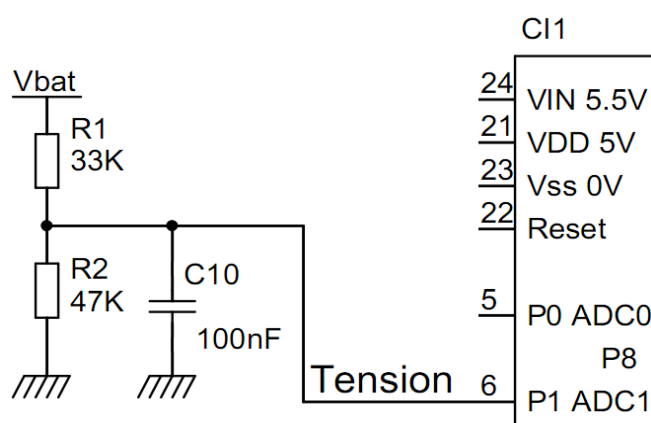 CI1
Vbat
24
VIN 5.5V
R1
33K
21
VDD 5V
23
Vss 0V
22
Reset
R2
47K
C10
100nF
5
P0 ADC0
P8
Tension
6
P1 ADC1